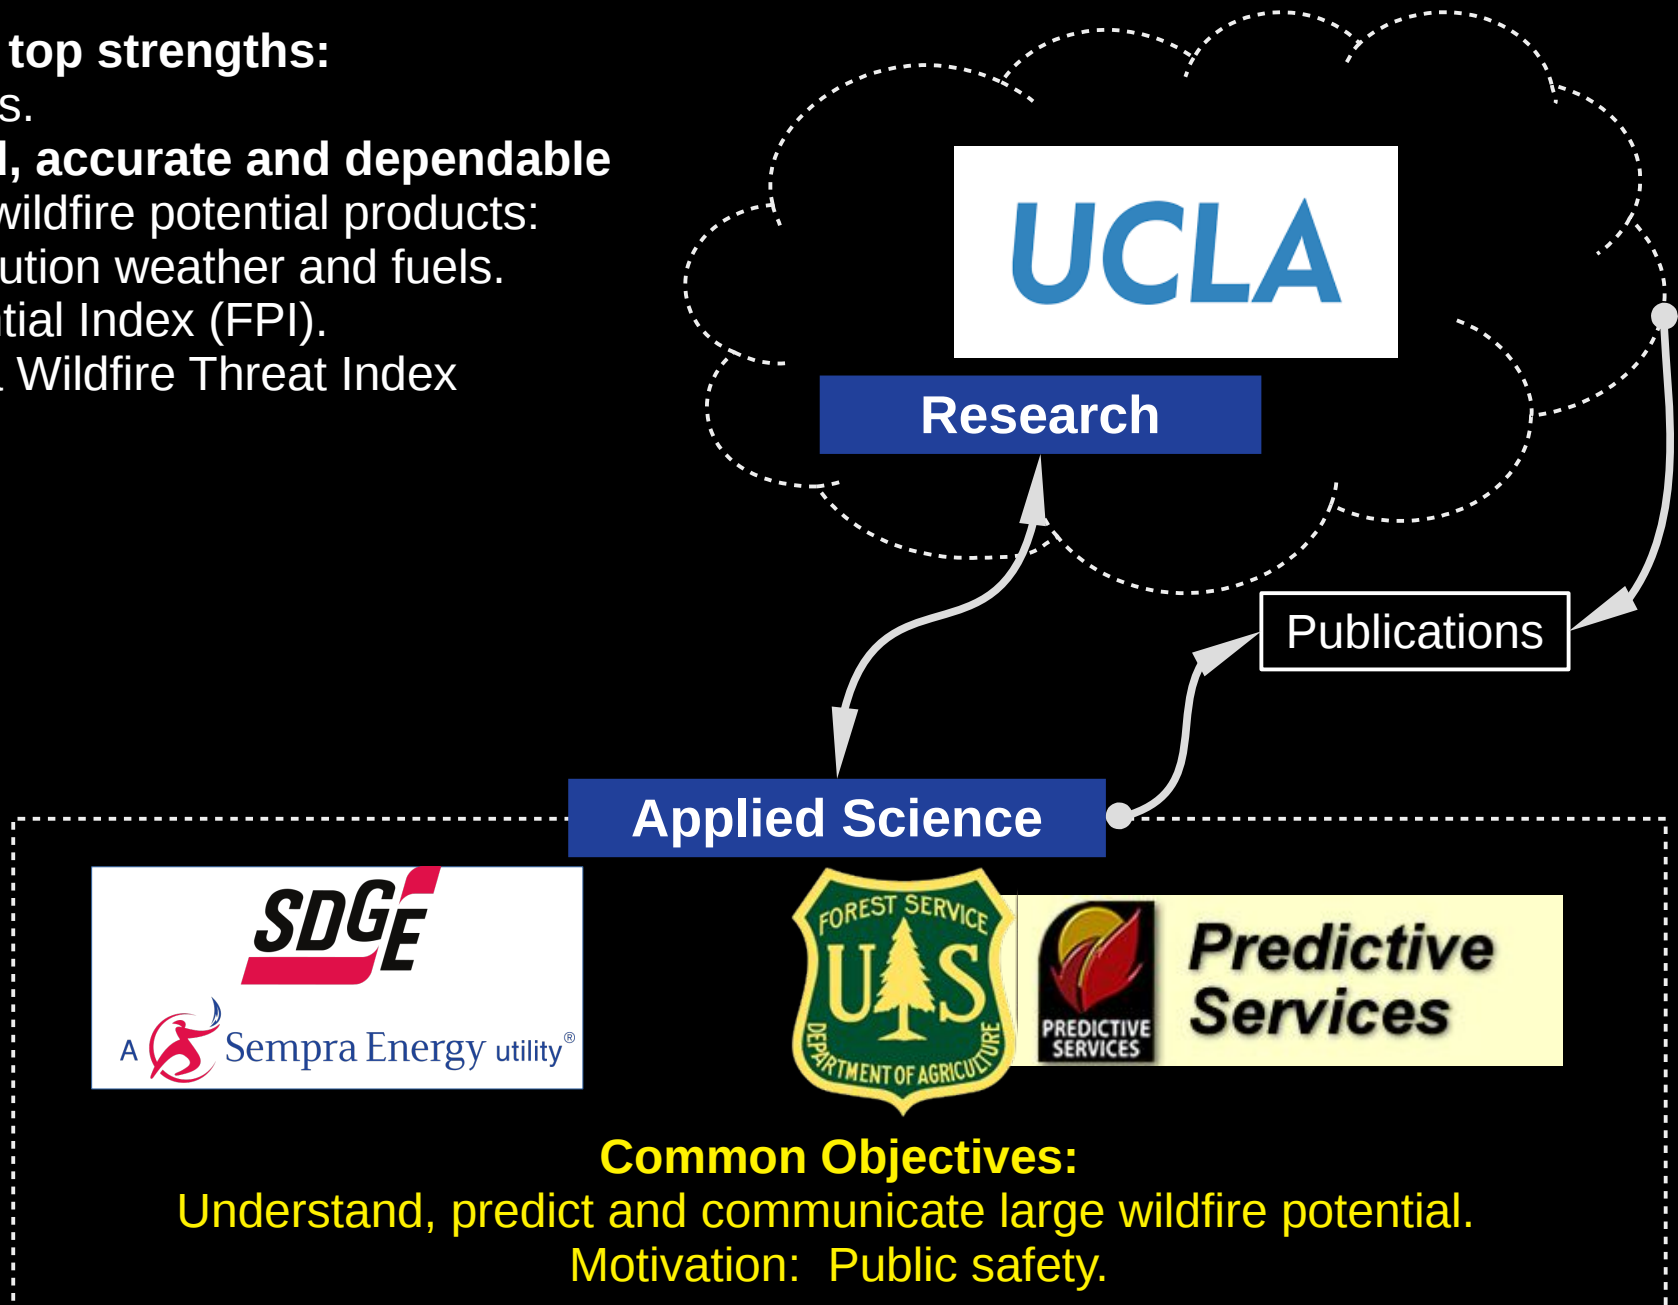 top strengths:
s.
, accurate and dependable
wildfire potential products:
ution weather and fuels.
ntial Index (FPI).
Wildfire Threat Index
UCLA
Research
Publications
Applied Science
SDGE
A Sempra Energy utility®
FOREST SERVICE
US
DEPARTMENT OF AGRICULTURE
PREDICTIVE
SERVICES
Predictive
Services
Common Objectives:
Understand, predict and communicate large wildfire potential.
Motivation: Public safety.